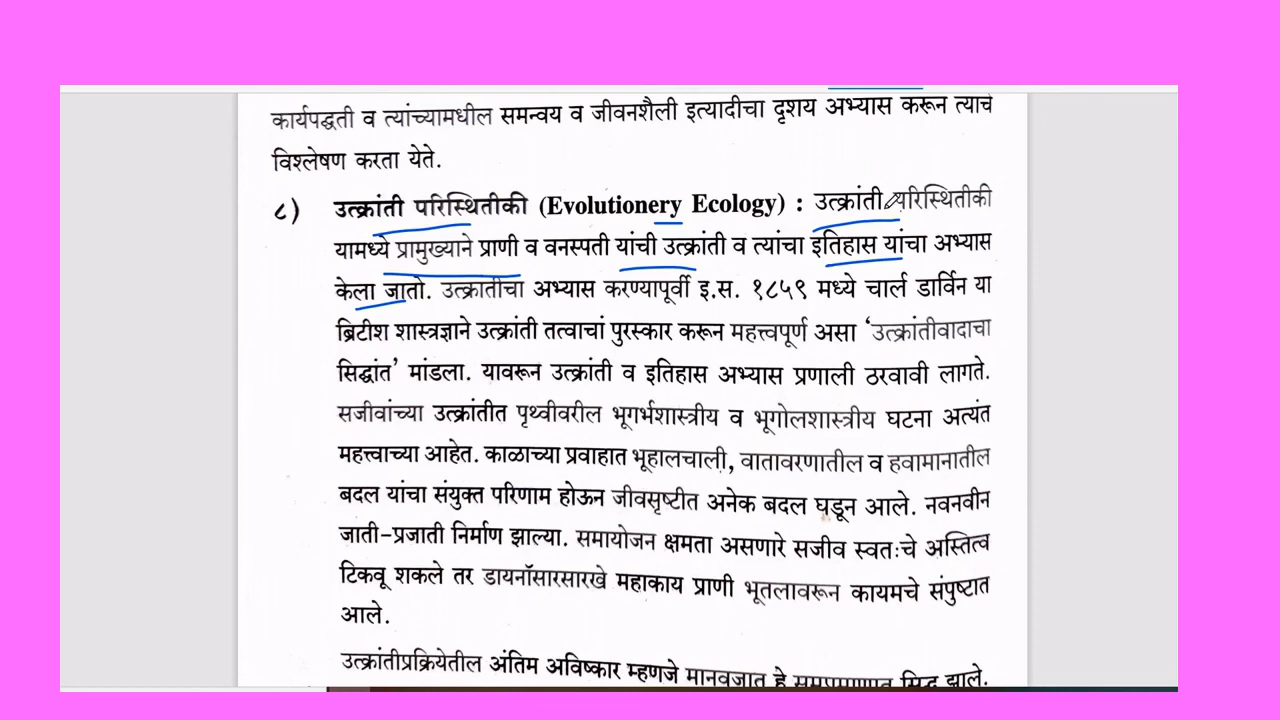 कार्यपद्धती व त्यांच्यामधील समन्वय व जीवनशैली इत्यादीचा दृशय अभ्यास करून त्याचे
विश्लेषण करता येते.
८) उत्क्रांती परिस्थितीकी (Evolutionery Ecology) : उत्क्रांती परिस्थितीकी
यामध्ये प्रामुख्याने प्राणी व वनस्पती यांची उत्क्रांती व त्यांचा इतिहास यांचा अभ्यास
केला जातो. उत्क्रातीचा अभ्यास करण्यापूर्वी इ.स. १८५९ मध्ये चार्ल डार्विन या
ब्रिटीश शास्त्रज्ञाने उत्क्रांती तत्वाचां पुरस्कार करून महत्त्वपूर्ण असा ‘उत्क्रांतीवादाचा
सिद्धांत’ मांडला. यावरून उत्क्रांती व इतिहास अभ्यास प्रणाली ठरवावी लागते.
सजीवांच्या उत्क्रांतीत पृथ्वीवरील भूगर्भशास्त्रीय व भूगोलशास्त्रीय घटना अत्यंत
महत्त्वाच्या आहेत. काळाच्या प्रवाहात भूहालचाली, वातावरणातील व हवामानातील
बदल यांचा संयुक्त परिणाम होऊन जीवसृष्टीत अनेक बदल घडून आले. नवनवीन
जाती-प्रजाती निर्माण झाल्या. समायोजन क्षमता असणारे सजीव स्वतःचे अस्तित्व
टिकवू शकले तर डायनॉसारसारखे महाकाय प्राणी भूतलावरून कायमचे संपुष्टात
आले.
उत्क्रांतीप्रक्रियेतील अंतिम अविष्कार म्हणजे मानवजात हे सप्रमाणात सिद्ध झाले.